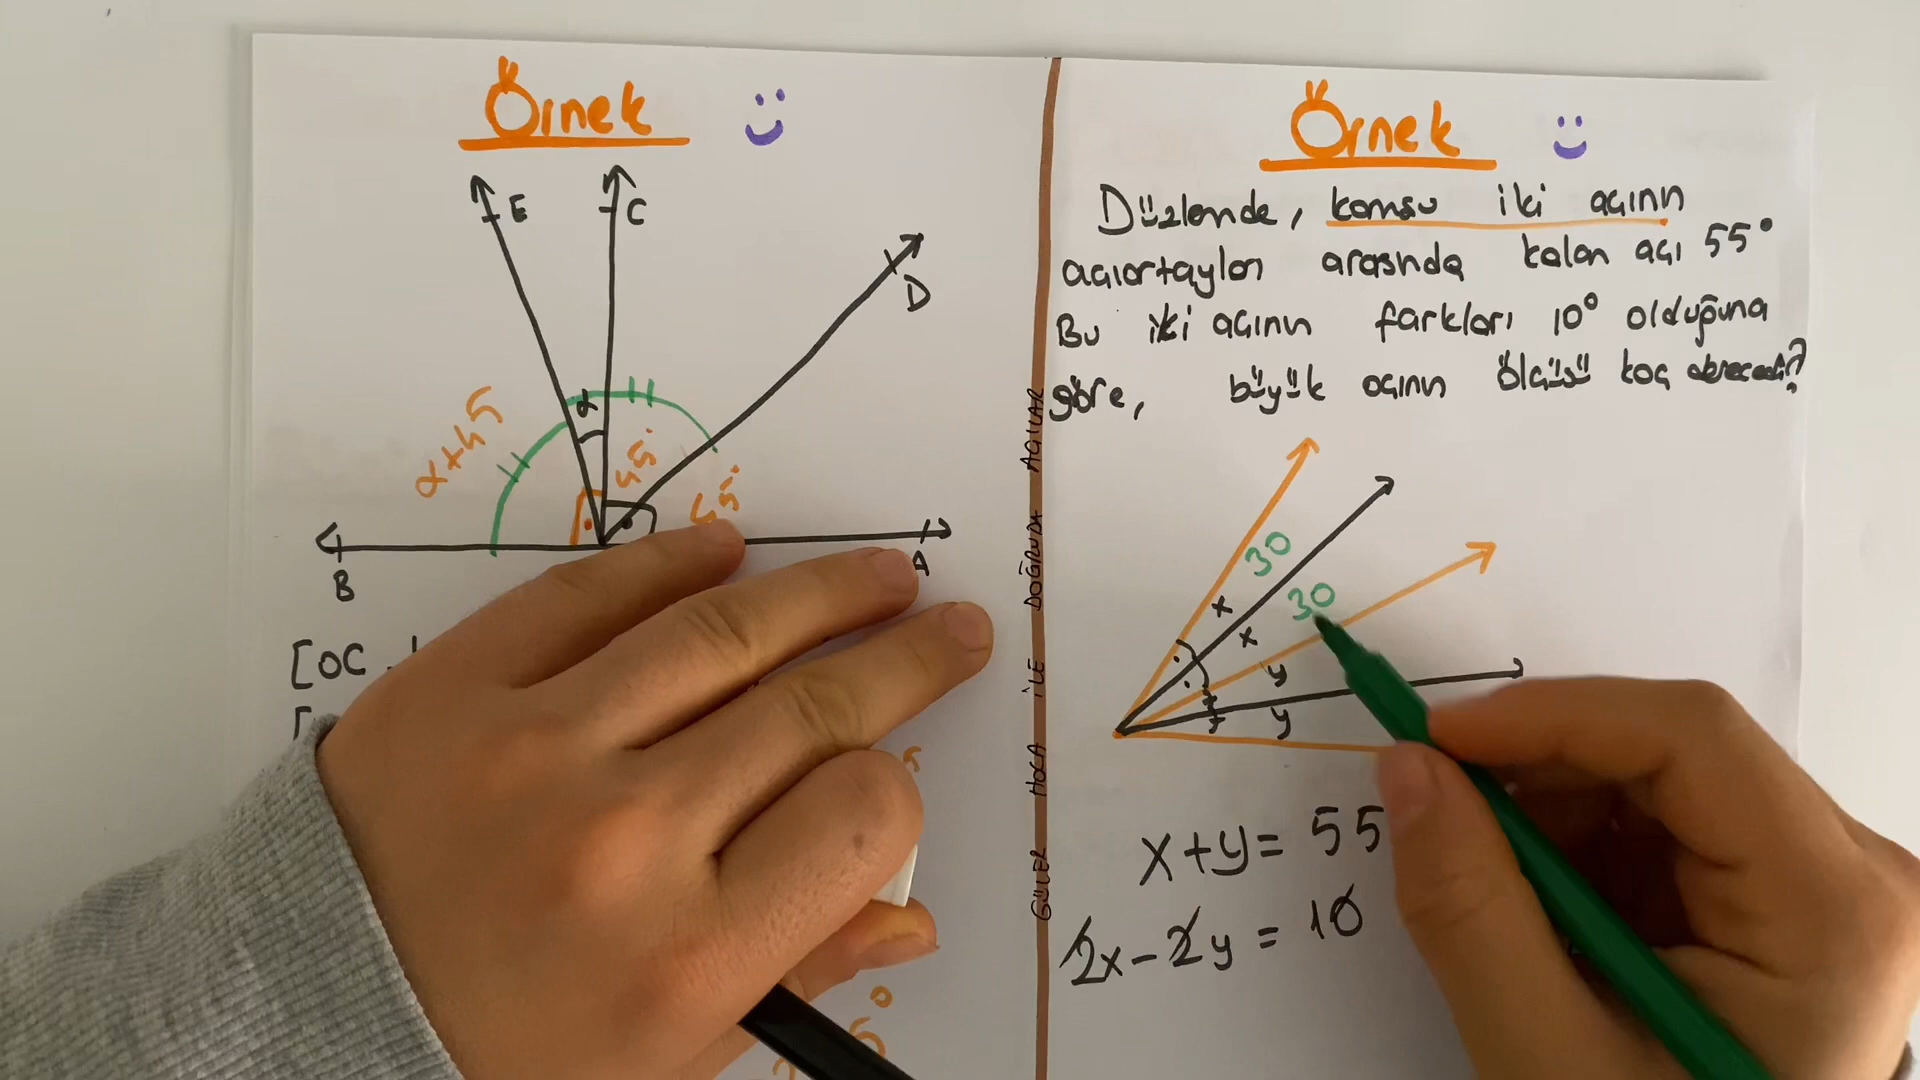 Örnek
E
C
D
α
α+45
45°
45°
B
A
[OC
Örnek
Düzlemde, komşu iki açının
açıortayları arasında kalan açı 55°
Bu iki açının farkları 10° olduğuna
göre, büyük açının ölçüsü kaç derecedir?
30
30
x
x
y
y
x+y= 55
2x-2y = 10
GÜLER HOCA İLE DOĞRUDA AÇILAR